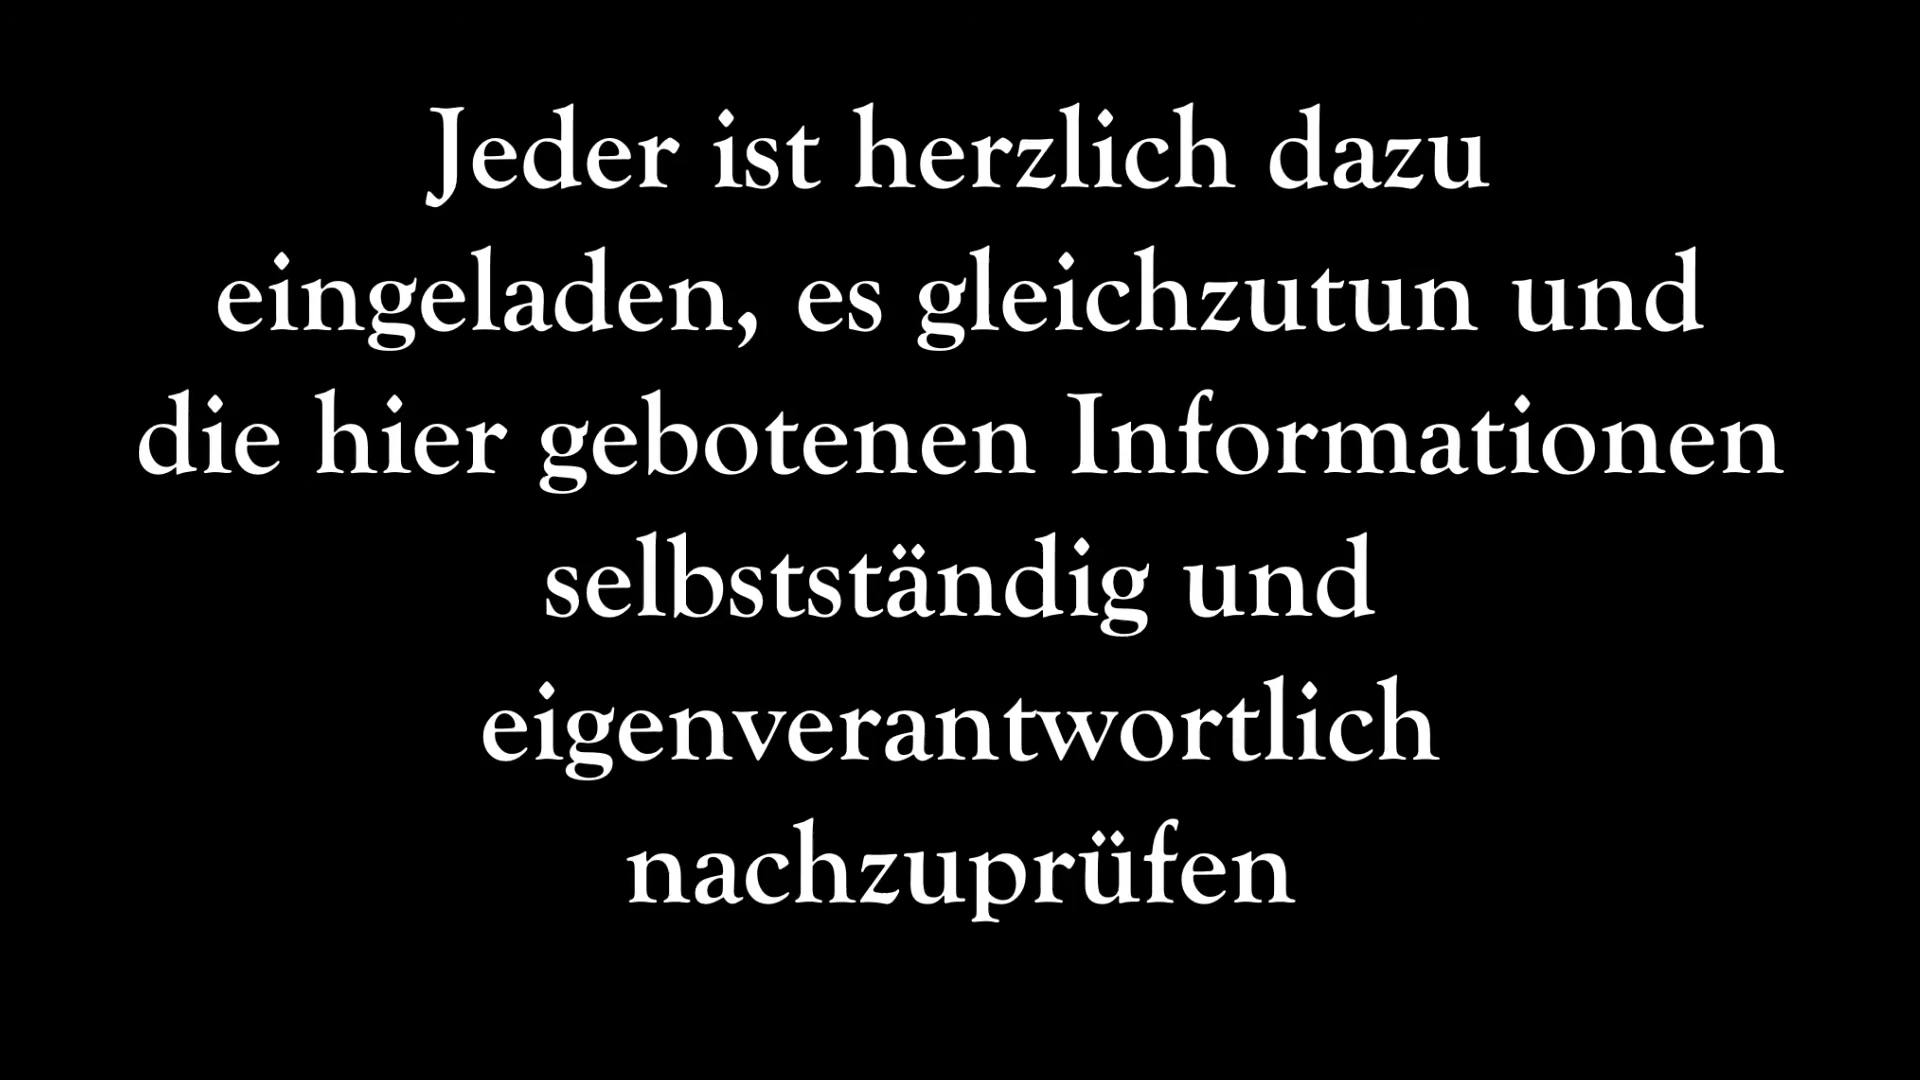 Jeder ist herzlich dazu
eingeladen, es gleichzutun und
die hier gebotenen Informationen
selbstständig und
eigenverantwortlich
nachzuprüfen